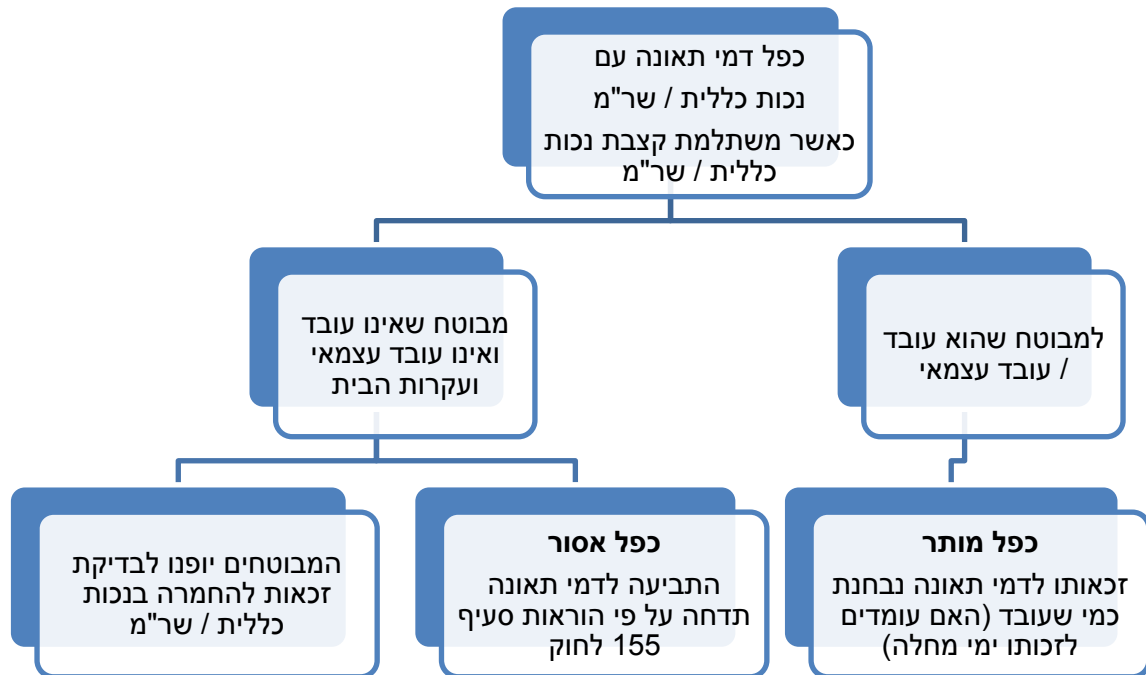 כפל דמי תאונה עם
נכות כללית / שר"מ
כאשר משתלמת קצבת נכות
כללית / שר"מ
למבוטח שהוא עובד
/ עובד עצמאי
מבוטח שאינו עובד
ואינו עובד עצמאי
ועקרות הבית
כפל מותר
זכאותו לדמי תאונה נבחנת
כמי שעובד (האם עומדים
לזכותו ימי מחלה)
כפל אסור
התביעה לדמי תאונה
תדחה על פי הוראות סעיף
155 לחוק
המבוטחים יופנו לבדיקת
זכאות להחמרה בנכות
כללית / שר"מ